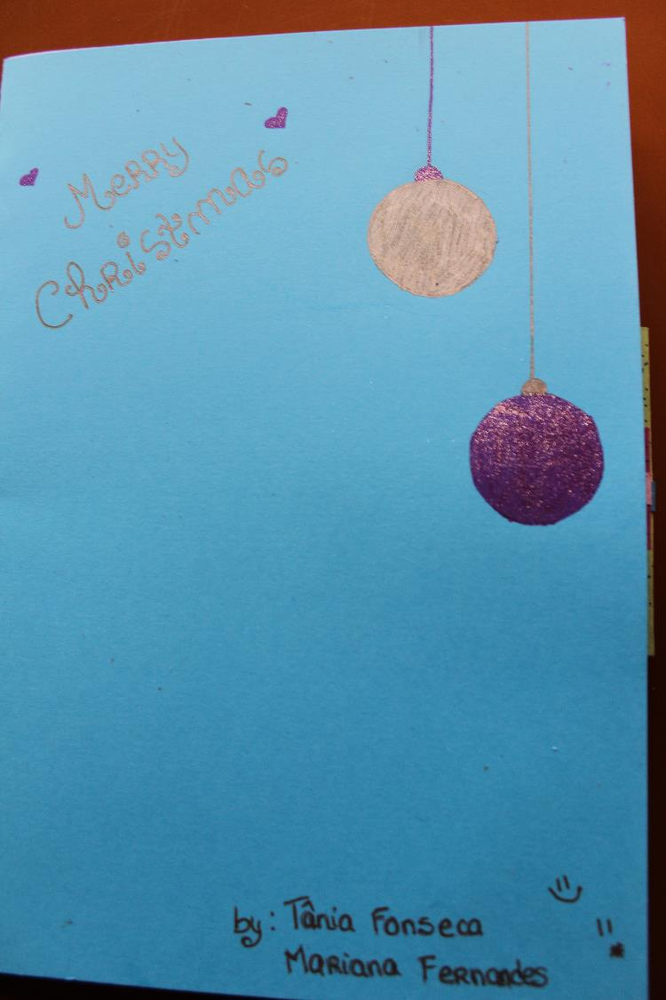 Merry
Christmas
by: Tânia Fonseca
Mariana Fernandes